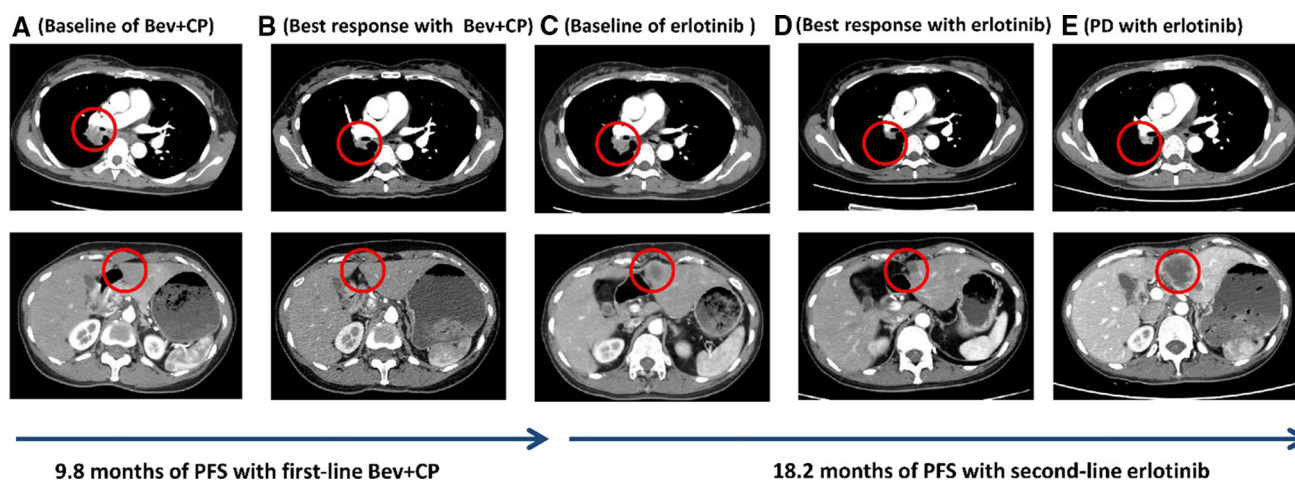 A (Baseline of Bev+CP)
B (Best response with Bev+CP)
C (Baseline of erlotinib )
D (Best response with erlotinib)
E (PD with erlotinib)
9.8 months of PFS with first-line Bev+CP
18.2 months of PFS with second-line erlotinib